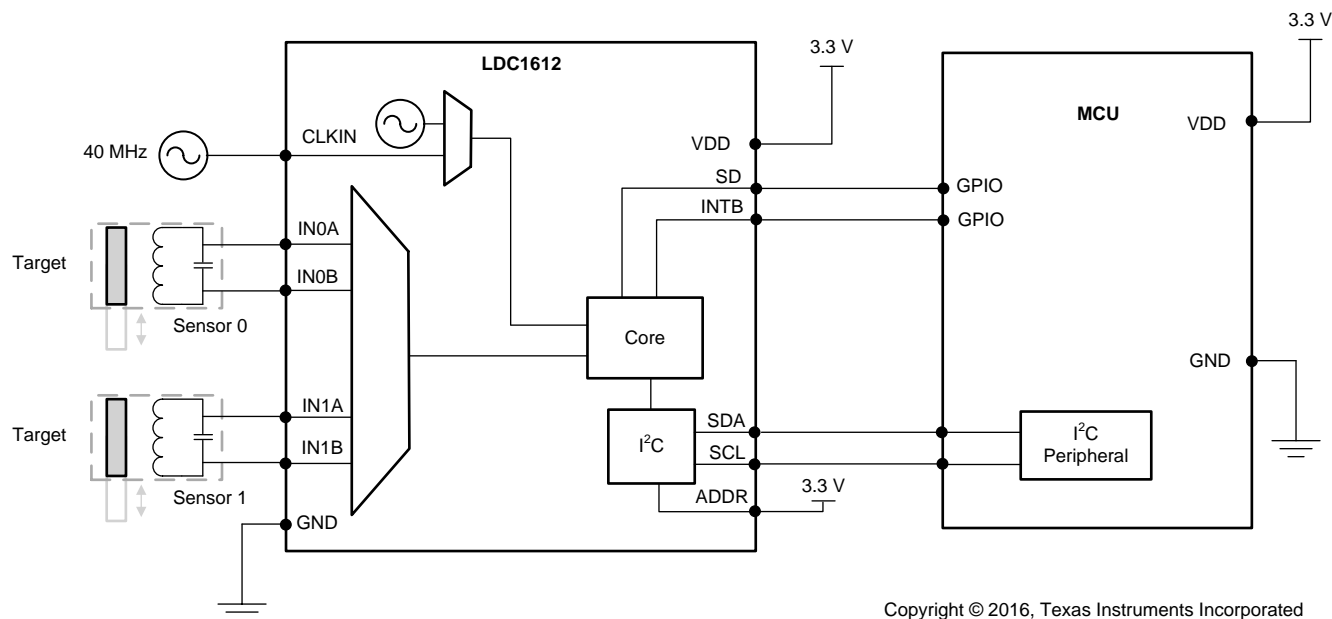 3.3 V
3.3 V
LDC1612
MCU
CLKIN
40 MHz
VDD
VDD
SD
GPIO
INTB
GPIO
IN0A
Target
IN0B
Sensor 0
Core
GND
IN1A
SDA
I²C
Peripheral
Target
I²C
IN1B
SCL
Sensor 1
ADDR
3.3 V
GND
Copyright © 2016, Texas Instruments Incorporated